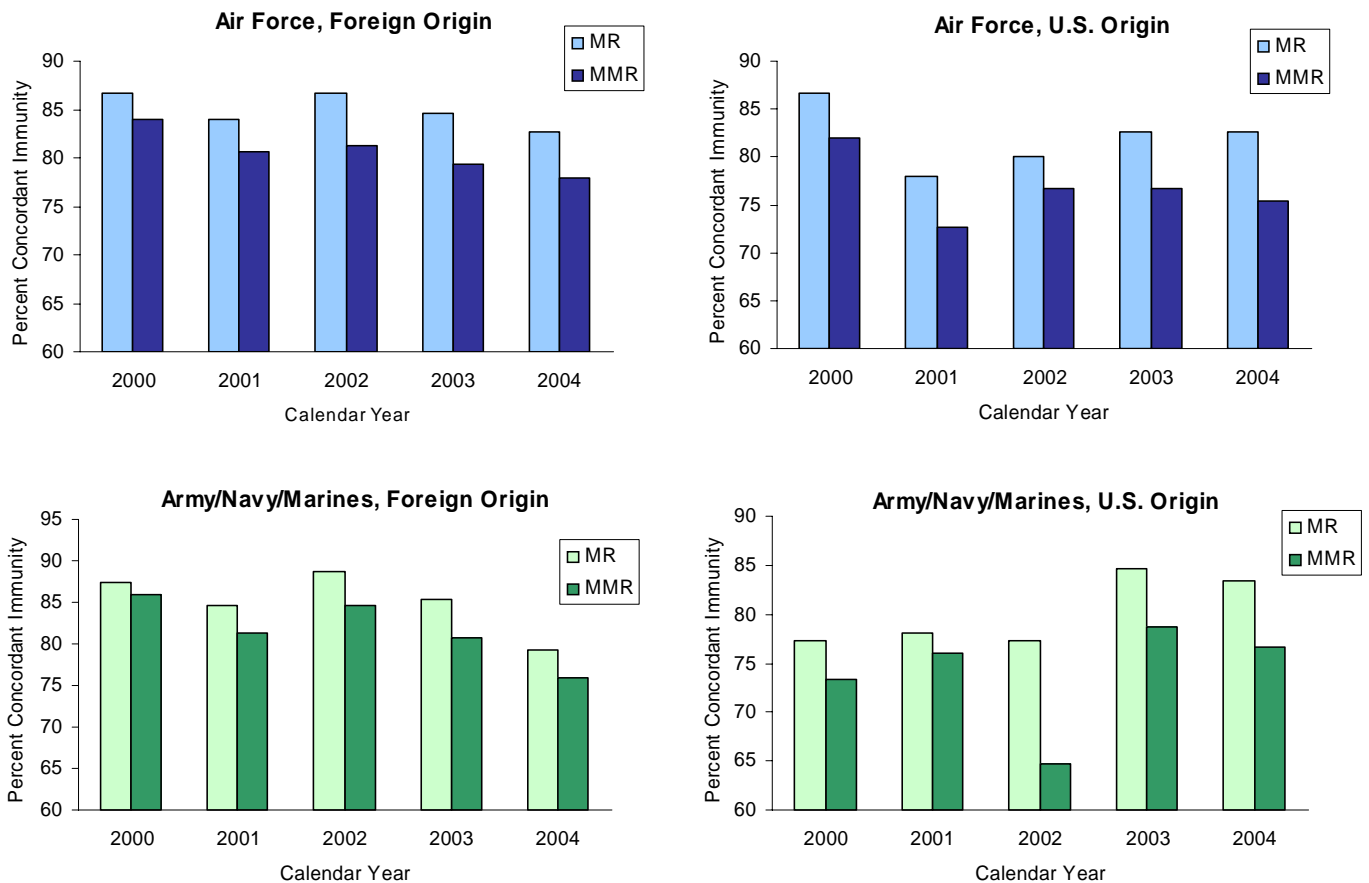 Air Force, Foreign Origin
MR
MMR
Percent Concordant Immunity
90
85
80
75
70
65
60
2000 2001 2002 2003 2004
Calendar Year
Air Force, U.S. Origin
MR
MMR
Percent Concordant Immunity
90
85
80
75
70
65
60
2000 2001 2002 2003 2004
Calendar Year
Army/Navy/Marines, Foreign Origin
MR
MMR
Percent Concordant Immunity
95
90
85
80
75
70
65
60
2000 2001 2002 2003 2004
Calendar Year
Army/Navy/Marines, U.S. Origin
MR
MMR
Percent Concordant Immunity
90
85
80
75
70
65
60
2000 2001 2002 2003 2004
Calendar Year